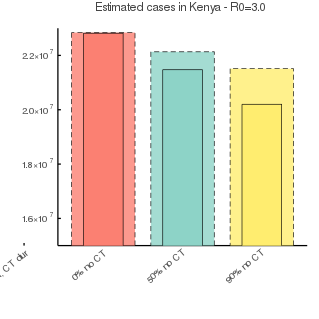 Estimated cases in Kenya - R0=3.0
2.2×10⁷
2.0×10⁷
1.8×10⁷
1.6×10⁷
CT dur
0% no CT
50% no CT
90% no CT